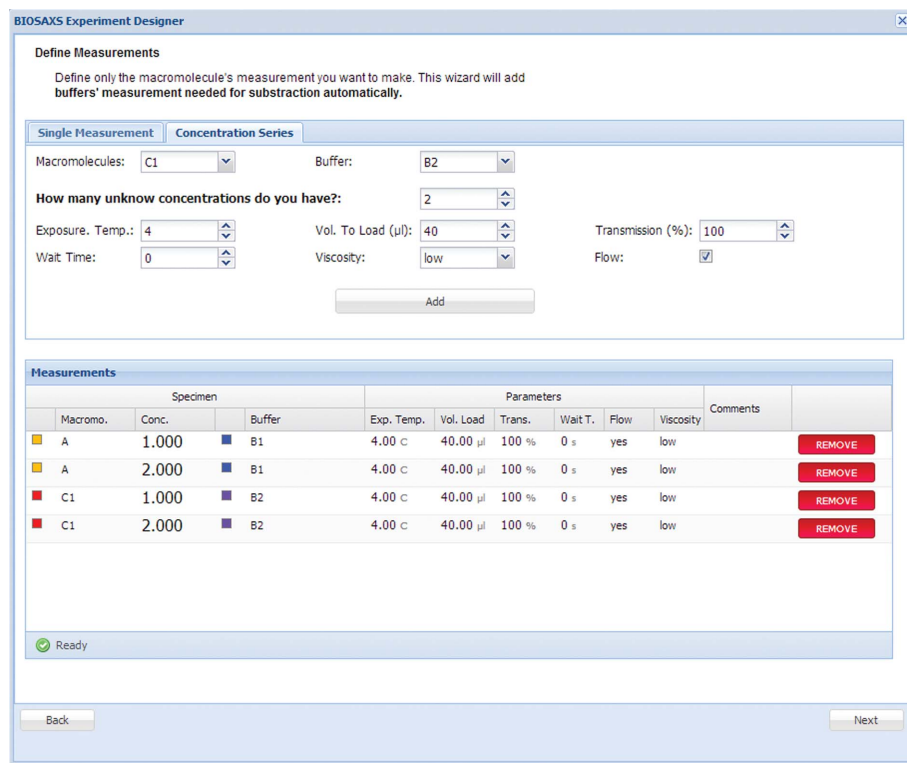 BIOSAXS Experiment Designer
Define Measurements
Define only the macromolecule's measurement you want to make. This wizard will add
buffers' measurement needed for substraction automatically.
Single Measurement Concentration Series
Macromolecules: C1 Buffer: B2
How many unknow concentrations do you have?: 2
Exposure. Temp.: 4 Vol. To Load (µl): 40 Transmission (%): 100
Wait Time: 0 Viscosity: low Flow:
Add
Measurements
Specimen Parameters Comments
Macromo. Conc. Buffer Exp. Temp. Vol. Load Trans. Wait T. Flow Viscosity
A 1.000 B1 4.00 C 40.00 µl 100 % 0 s yes low REMOVE
A 2.000 B1 4.00 C 40.00 µl 100 % 0 s yes low REMOVE
C1 1.000 B2 4.00 C 40.00 µl 100 % 0 s yes low REMOVE
C1 2.000 B2 4.00 C 40.00 µl 100 % 0 s yes low REMOVE
Ready
Back Next